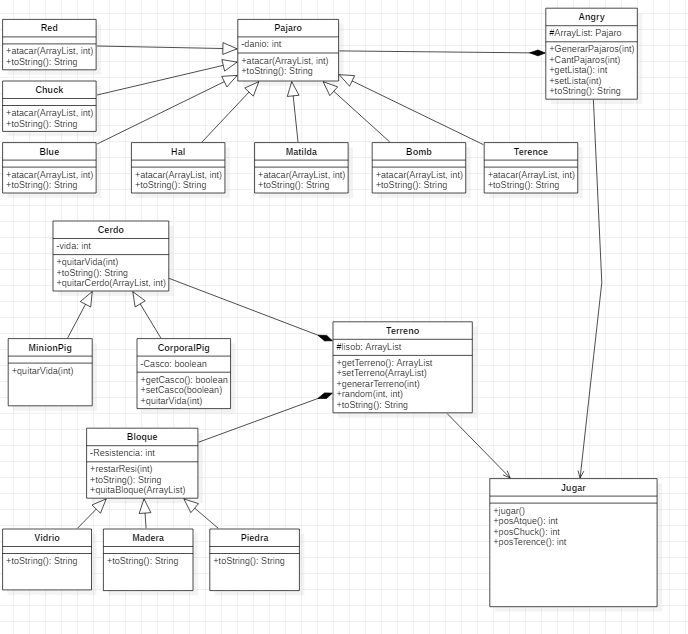 Red
+atacar(ArrayList, int)
+toString(): String
Pajaro
-danio: int
+atacar(ArrayList, int)
+toString(): String
Angry
#ArrayList: Pajaro
+GenerarPajaros(int)
+CantPajaros(int)
+getLista(): int
+setLista(int)
+toString(): String
Chuck
+atacar(ArrayList, int)
+toString(): String
Blue
+atacar(ArrayList, int)
+toString(): String
Hal
+atacar(ArrayList, int)
+toString(): String
Matilda
+atacar(ArrayList, int)
+toString(): String
Bomb
+atacar(ArrayList, int)
+toString(): String
Terence
+atacar(ArrayList, int)
+toString(): String
Cerdo
-vida: int
+quitarVida(int)
+toString(): String
+quitarCerdo(ArrayList, int)
MinionPig
+quitarVida(int)
CorporalPig
-Casco: boolean
+getCasco(): boolean
+setCasco(boolean)
+quitarVida(int)
Terreno
#lisob: ArrayList
+getTerreno(): ArrayList
+setTerreno(ArrayList)
+generarTerreno(int)
+random(int, int)
+toString(): String
Bloque
-Resistencia: int
+restarResi(int)
+toString(): String
+quitaBloque(ArrayList)
Vidrio
+toString(): String
Madera
+toString(): String
Piedra
+toString(): String
Jugar
+jugar()
+posAtque(): int
+posChuck(): int
+posTerence(): int